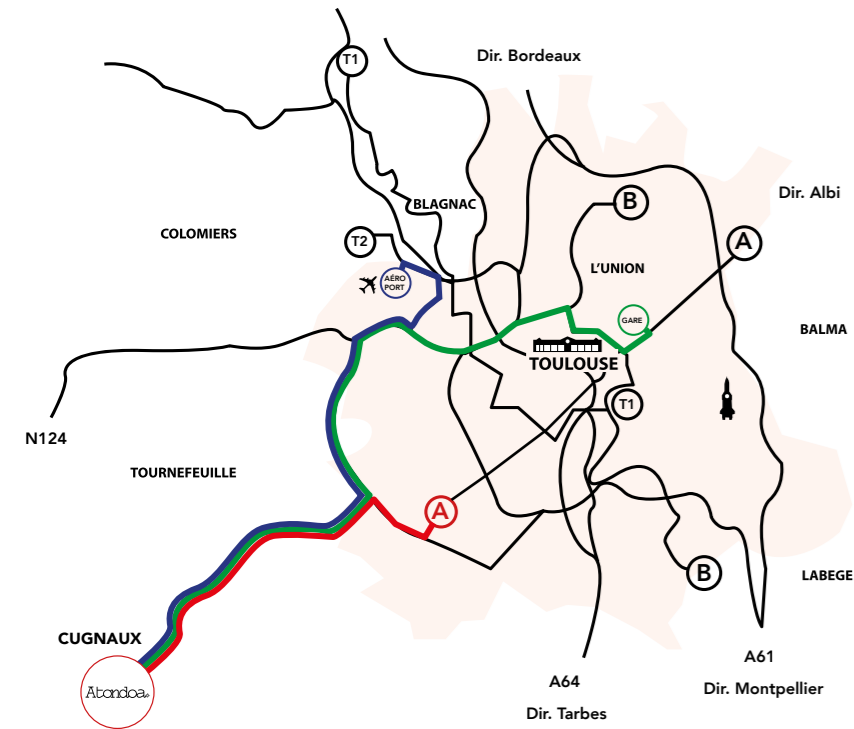 Dir. Bordeaux
T1
Dir. Albi
BLAGNAC
B
COLOMIERS
T2
A
L'UNION
AÉRO
PORT
GARE
BALMA
TOULOUSE
T1
N124
TOURNEFEUILLE
A
B
LABEGE
CUGNAUX
A61
Atondoa
A64
Dir. Montpellier
Dir. Tarbes